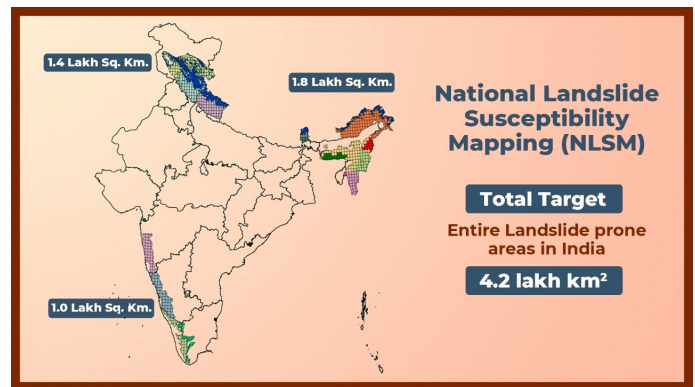 1.4 Lakh Sq. Km.
1.8 Lakh Sq. Km.
1.0 Lakh Sq. Km.
National Landslide
Susceptibility
Mapping (NLSM)
Total Target
Entire Landslide prone
areas in India
4.2 lakh km²